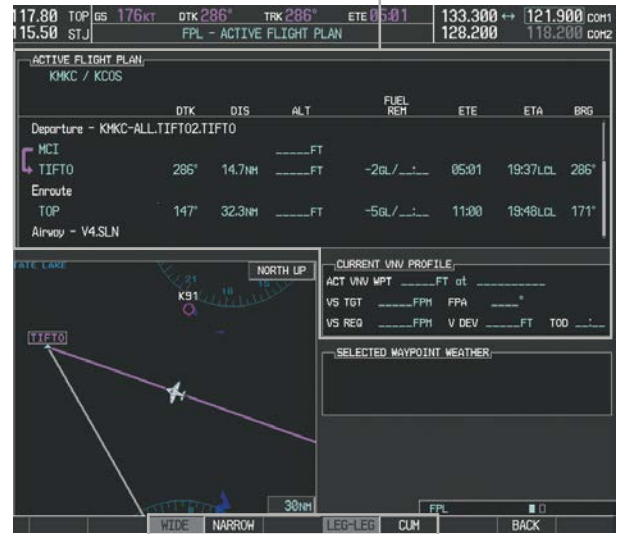 117.80 TOP GS 176KT DTK 286° TRK 286° ETE 05:01 133.300 ↔ 121.900 COM1
115.50 STJ FPL - ACTIVE FLIGHT PLAN 128.200 118.200 COM2
ACTIVE FLIGHT PLAN
KMKC / KCOS
DTK DIS ALT FUEL REM ETE ETA BRG
Departure - KMKC-ALL.TIFTO2.TIFTO
MCI _____FT
TIFTO 286° 14.7NM _____FT -2GL/__:__ 05:01 19:37LCL 286°
Enroute
TOP 147° 32.3NM _____FT -5GL/__:__ 11:00 19:48LCL 171°
Airway - V4.SLN
NORTH UP
21 18 15
K91
TIFTO
30NM
CURRENT VNV PROFILE
ACT VNV WPT _____FT at __________
VS TGT _____FPM FPA ____°
VS REQ _____FPM V DEV _____FT TOD __:__
SELECTED WAYPOINT WEATHER
FPL
WIDE NARROW LEG-LEG CUM BACK